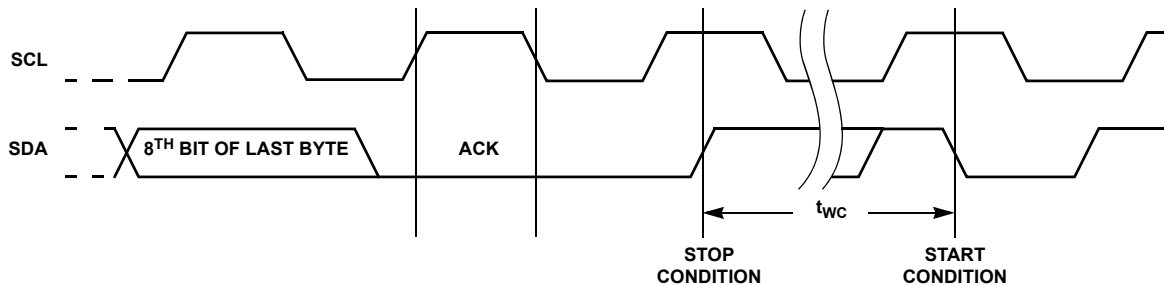 SCL
SDA
8TH BIT OF LAST BYTE
ACK
tWC
STOP
CONDITION
START
CONDITION